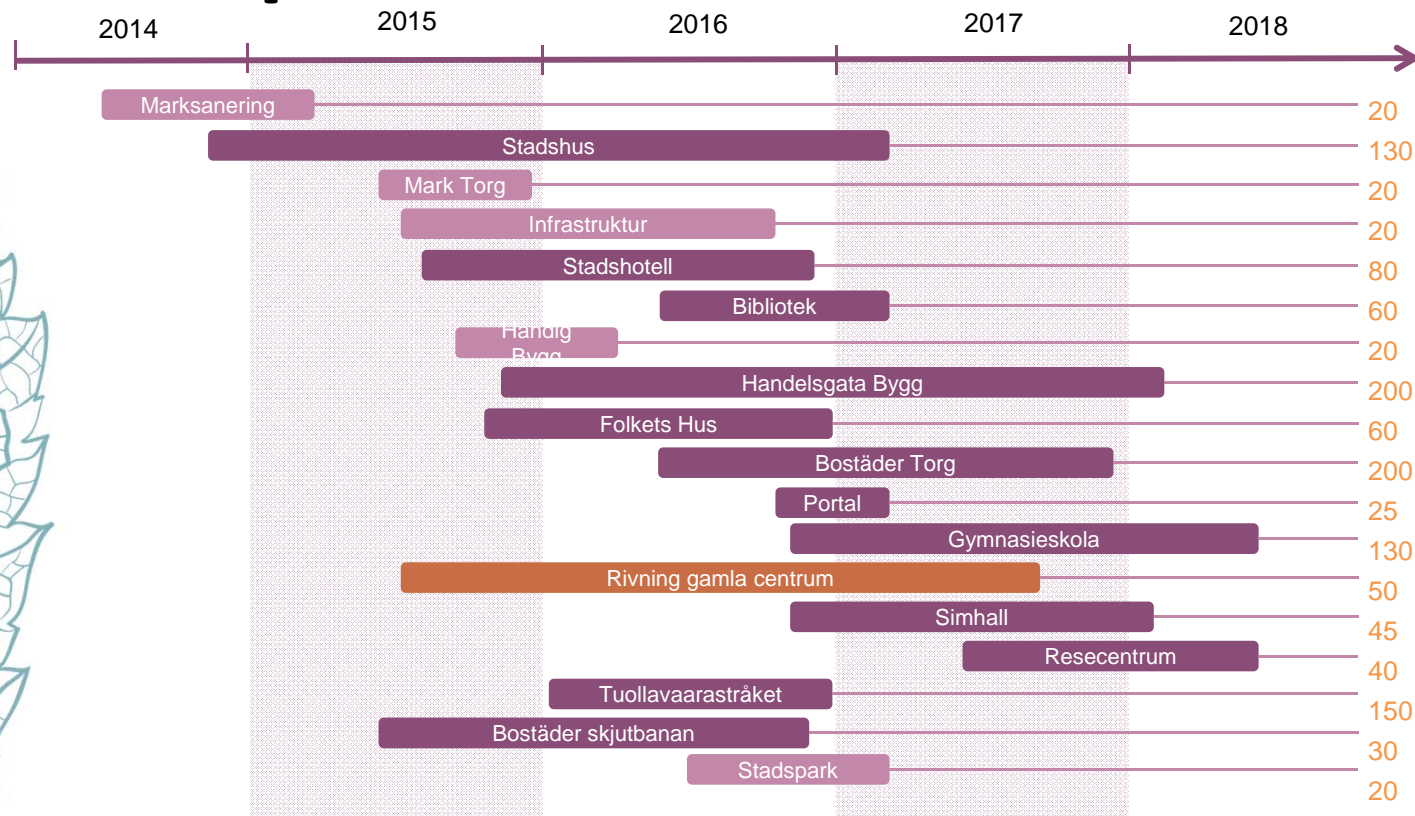 2014 2015 2016 2017 2018
Marksanering 20
Stadshus 130
Mark Torg 20
Infrastruktur 20
Stadshotell 80
Bibliotek 60
Handig
Bygg 20
Handelsgata Bygg 200
Folkets Hus 60
Bostäder Torg 200
Portal 25
Gymnasieskola 130
Rivning gamla centrum 50
Simhall 45
Resecentrum 40
Tuollavaarastråket 150
Bostäder skjutbanan 30
Stadspark 20